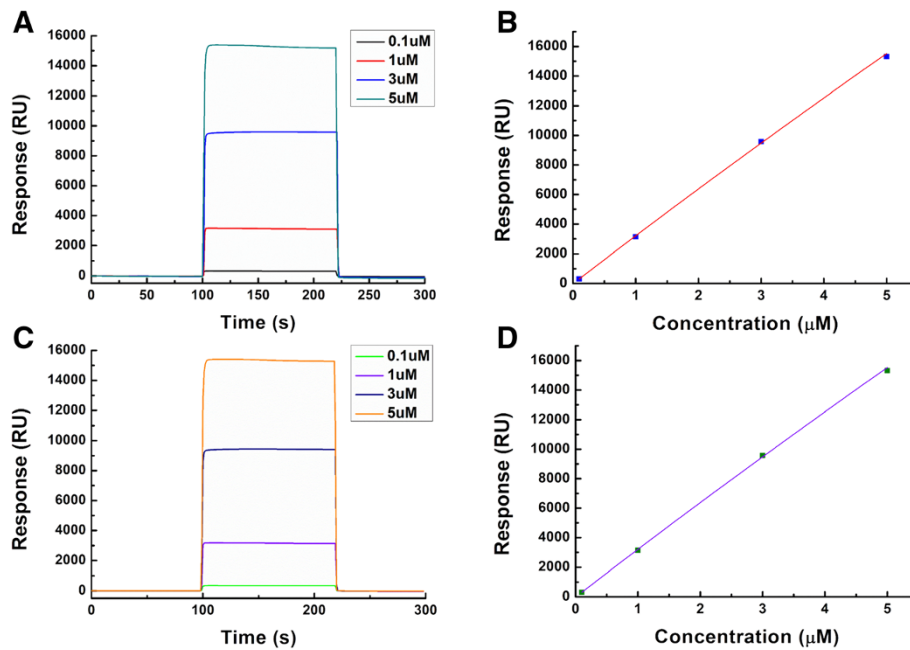 A
16000
14000
12000
10000
8000
6000
4000
2000
0
Response (RU)
0 50 100 150 200 250 300
Time (s)
0.1uM
1uM
3uM
5uM
B
16000
14000
12000
10000
8000
6000
4000
2000
0
Response (RU)
0 1 2 3 4 5
Concentration (μM)
C
16000
14000
12000
10000
8000
6000
4000
2000
0
Response (RU)
0 100 200 300
Time (s)
0.1uM
1uM
3uM
5uM
D
16000
14000
12000
10000
8000
6000
4000
2000
0
Response (RU)
0 1 2 3 4 5
Concentration (μM)